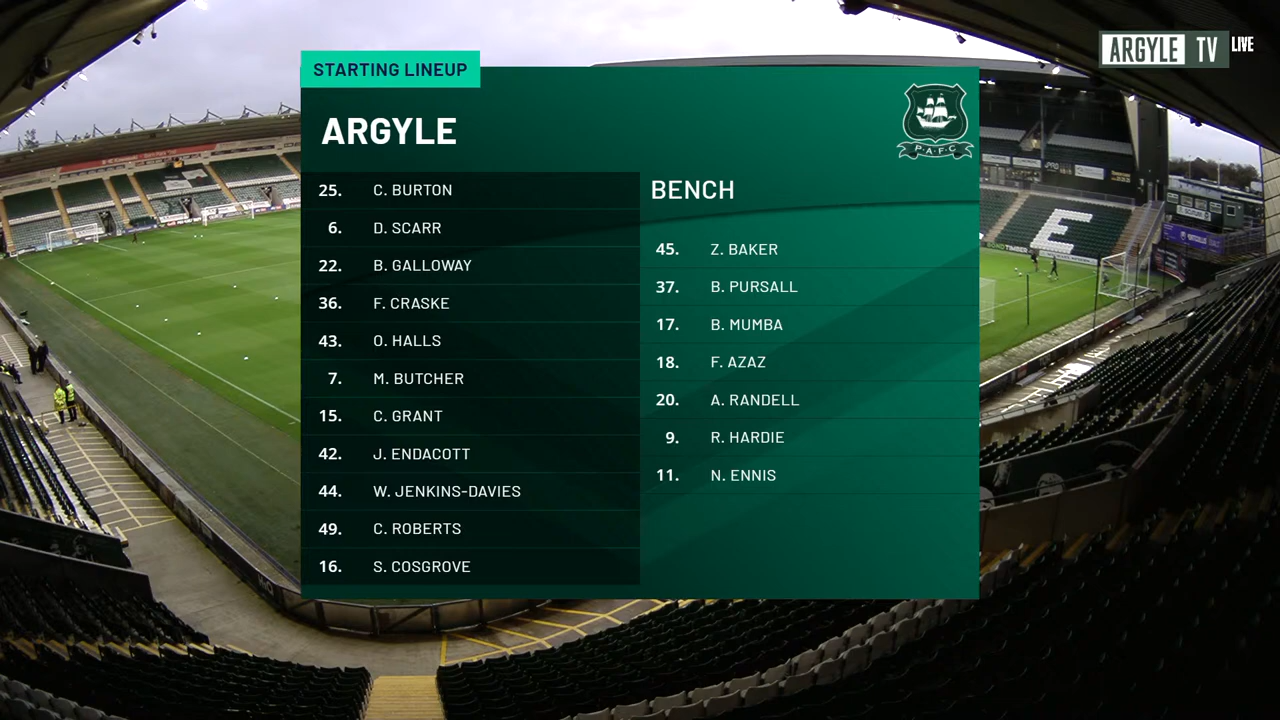 ARGYLE TV LIVE
STARTING LINEUP
ARGYLE
P.A.F.C
25. C. BURTON
6. D. SCARR
22. B. GALLOWAY
36. F. CRASKE
43. O. HALLS
7. M. BUTCHER
15. C. GRANT
42. J. ENDACOTT
44. W. JENKINS-DAVIES
49. C. ROBERTS
16. S. COSGROVE
BENCH
45. Z. BAKER
37. B. PURSALL
17. B. MUMBA
18. F. AZAZ
20. A. RANDELL
9. R. HARDIE
11. N. ENNIS
E